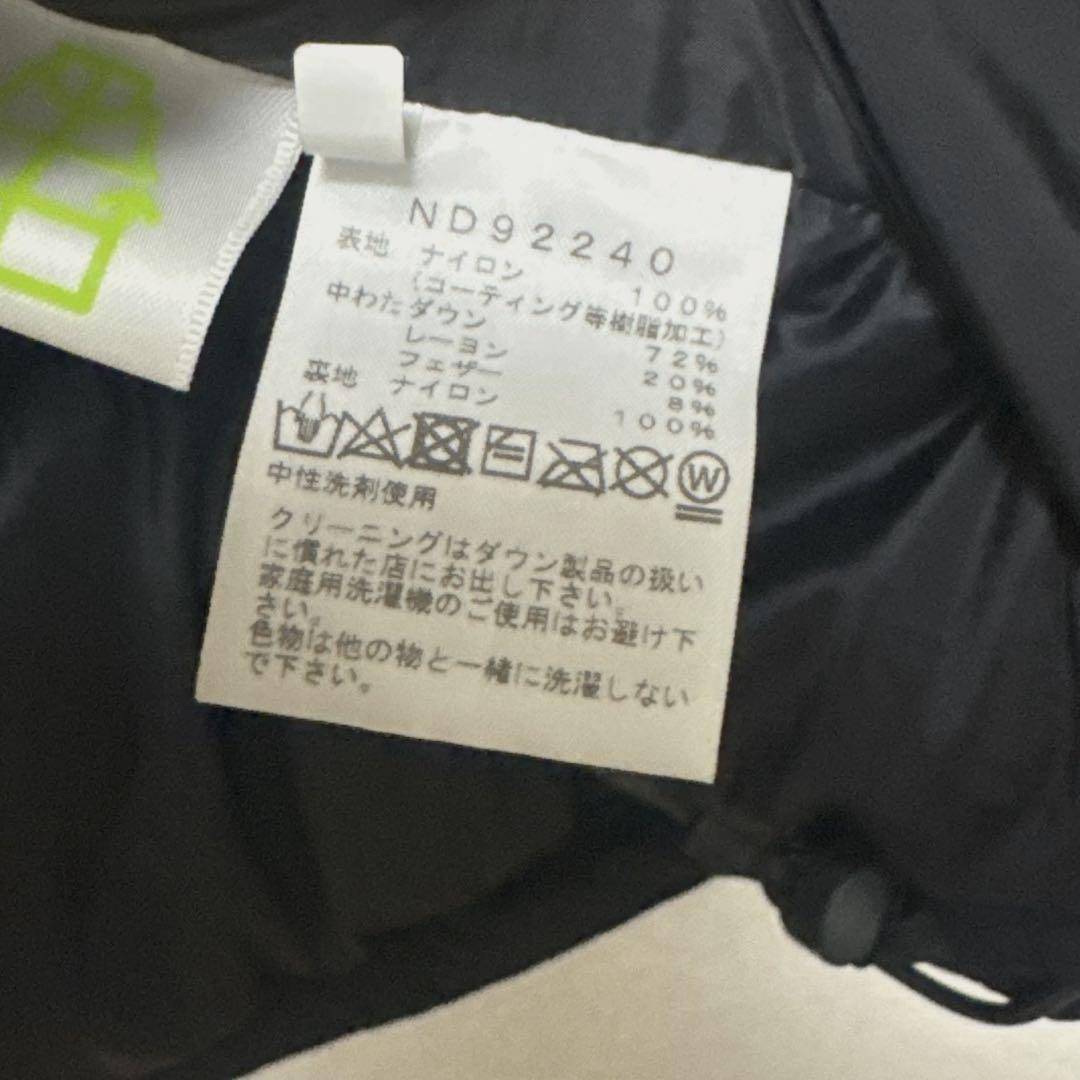 ND92240
表地 ナイロン 100%
(コーティング等樹脂加工)
中わた ダウン 72%
レーヨン 20%
フェザー 8%
裏地 ナイロン 100%
W
中性洗剤使用
クリーニングはダウン製品の扱い
に慣れた店にお出し下さい。
家庭用洗濯機のご使用はお避け下
さい。
色物は他の物と一緒に洗濯しない
で下さい。